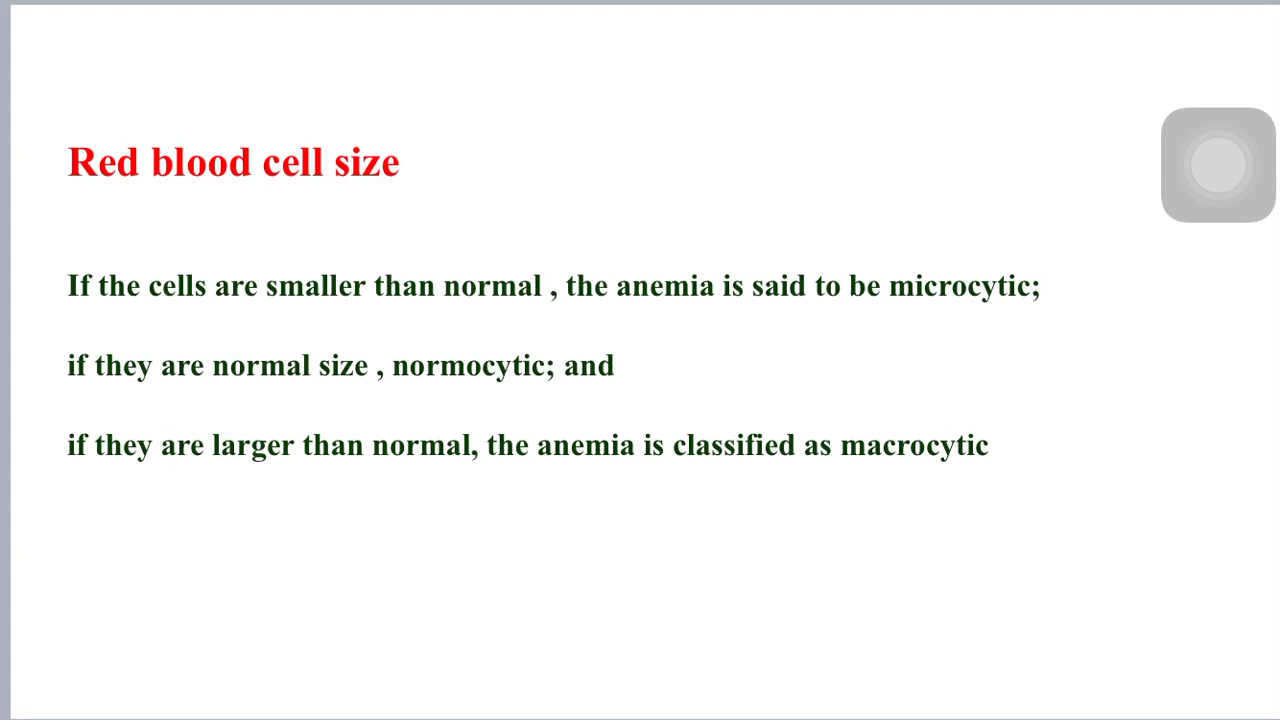 Red blood cell size
If the cells are smaller than normal , the anemia is said to be microcytic;
if they are normal size , normocytic; and
if they are larger than normal, the anemia is classified as macrocytic